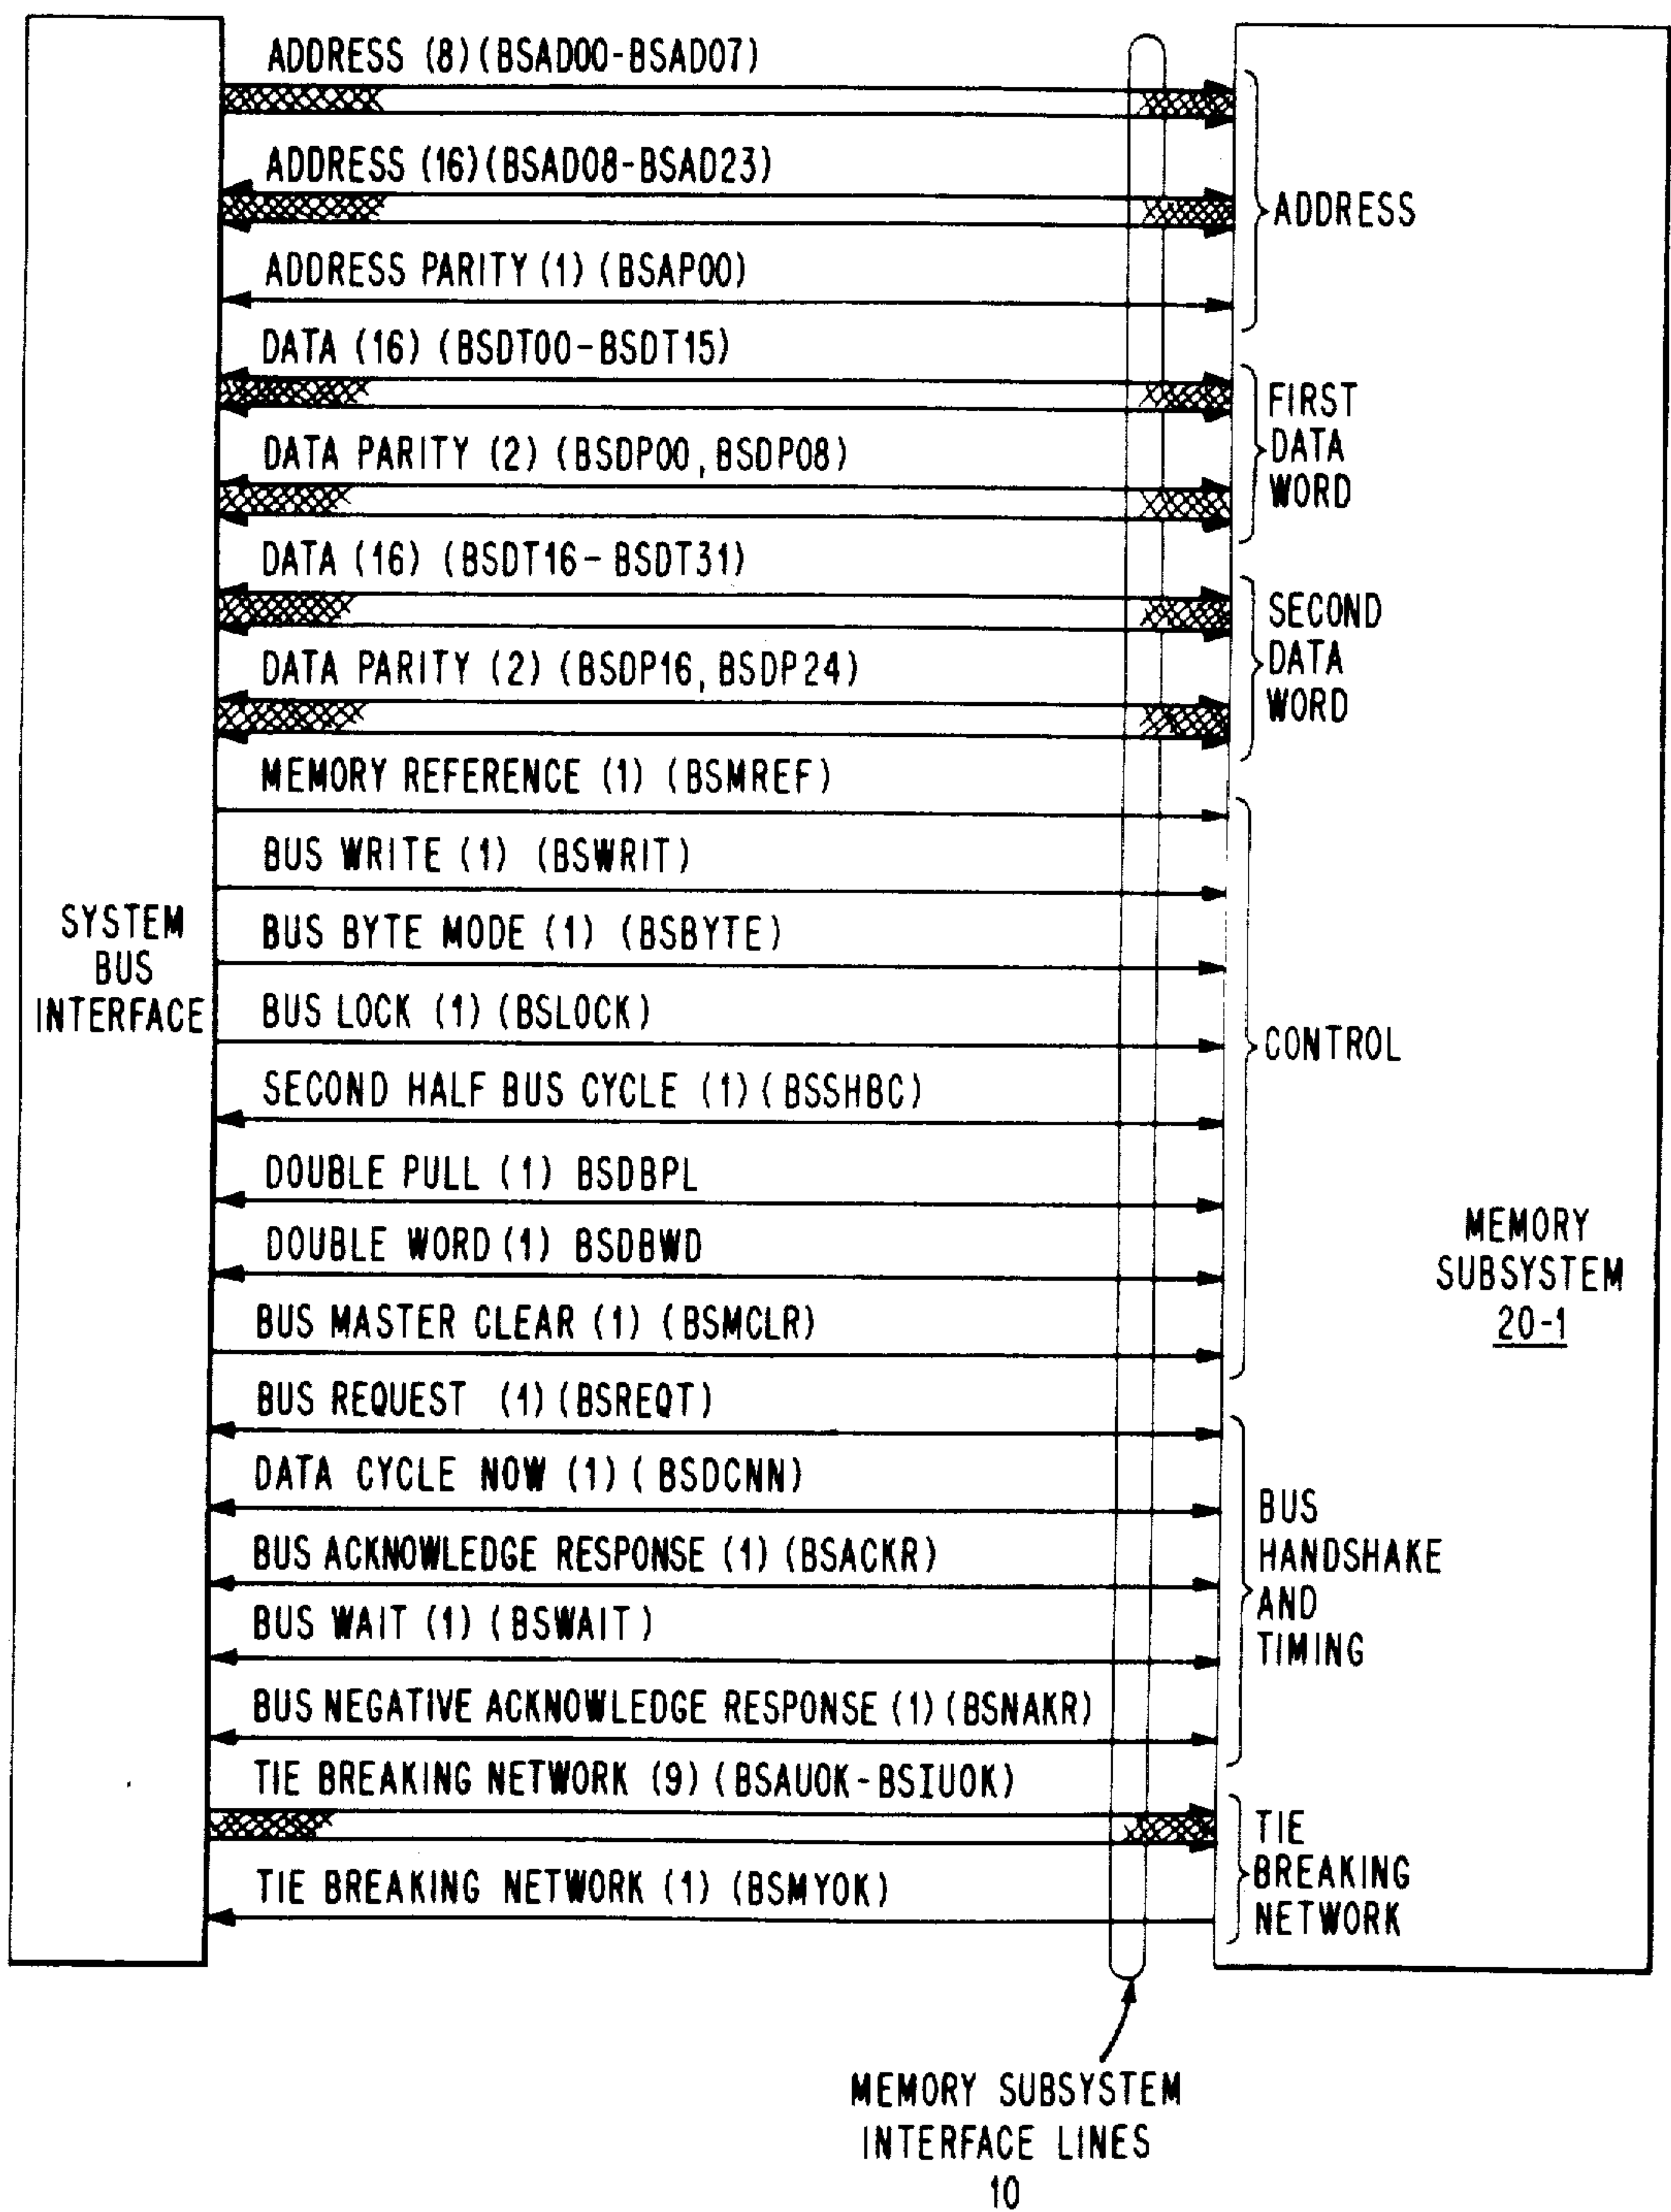 ADDRESS (8) (BSAD00-BSAD07)
ADDRESS (16) (BSAD08-BSAD23)
ADDRESS PARITY (1) (BSAP00)
ADDRESS
DATA (16) (BSDT00-BSDT15)
DATA PARITY (2) (BSDP00, BSDP08)
FIRST
DATA
WORD
DATA (16) (BSDT16-BSDT31)
DATA PARITY (2) (BSDP16, BSDP24)
SECOND
DATA
WORD
MEMORY REFERENCE (1) (BSMREF)
BUS WRITE (1) (BSWRIT)
BUS BYTE MODE (1) (BSBYTE)
BUS LOCK (1) (BSLOCK)
SECOND HALF BUS CYCLE (1) (BSSHBC)
DOUBLE PULL (1) BSDBPL
DOUBLE WORD (1) BSDBWD
BUS MASTER CLEAR (1) (BSMCLR)
CONTROL
SYSTEM
BUS
INTERFACE
MEMORY
SUBSYSTEM
20-1
BUS REQUEST (1) (BSREQT)
DATA CYCLE NOW (1) (BSDCNN)
BUS ACKNOWLEDGE RESPONSE (1) (BSACKR)
BUS WAIT (1) (BSWAIT)
BUS NEGATIVE ACKNOWLEDGE RESPONSE (1) (BSNAKR)
BUS
HANDSHAKE
AND
TIMING
TIE BREAKING NETWORK (9) (BSAUOK-BSIUOK)
TIE BREAKING NETWORK (1) (BSMYOK)
TIE
BREAKING
NETWORK
MEMORY SUBSYSTEM
INTERFACE LINES
10